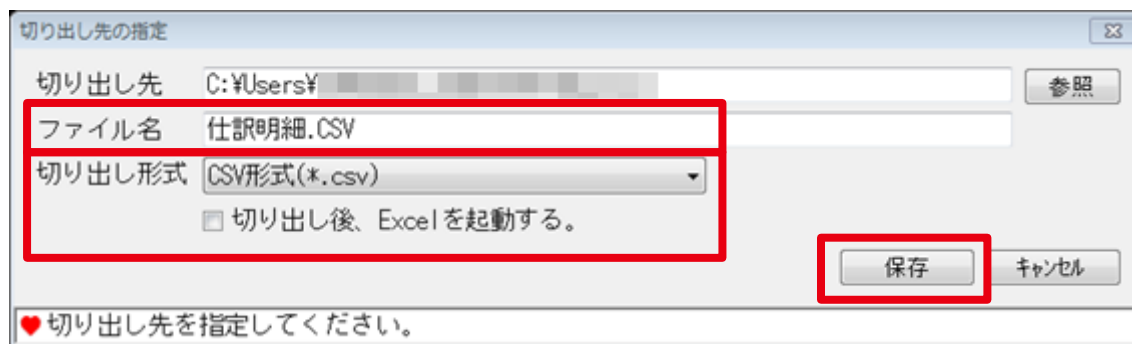 切り出し先の指定
切り出し先 C:¥Users¥ 参照
ファイル名 仕訳明細.CSV
切り出し形式 CSV形式(*.csv)
切り出し後、Excelを起動する。
保存 キャンセル
♥切り出し先を指定してください。